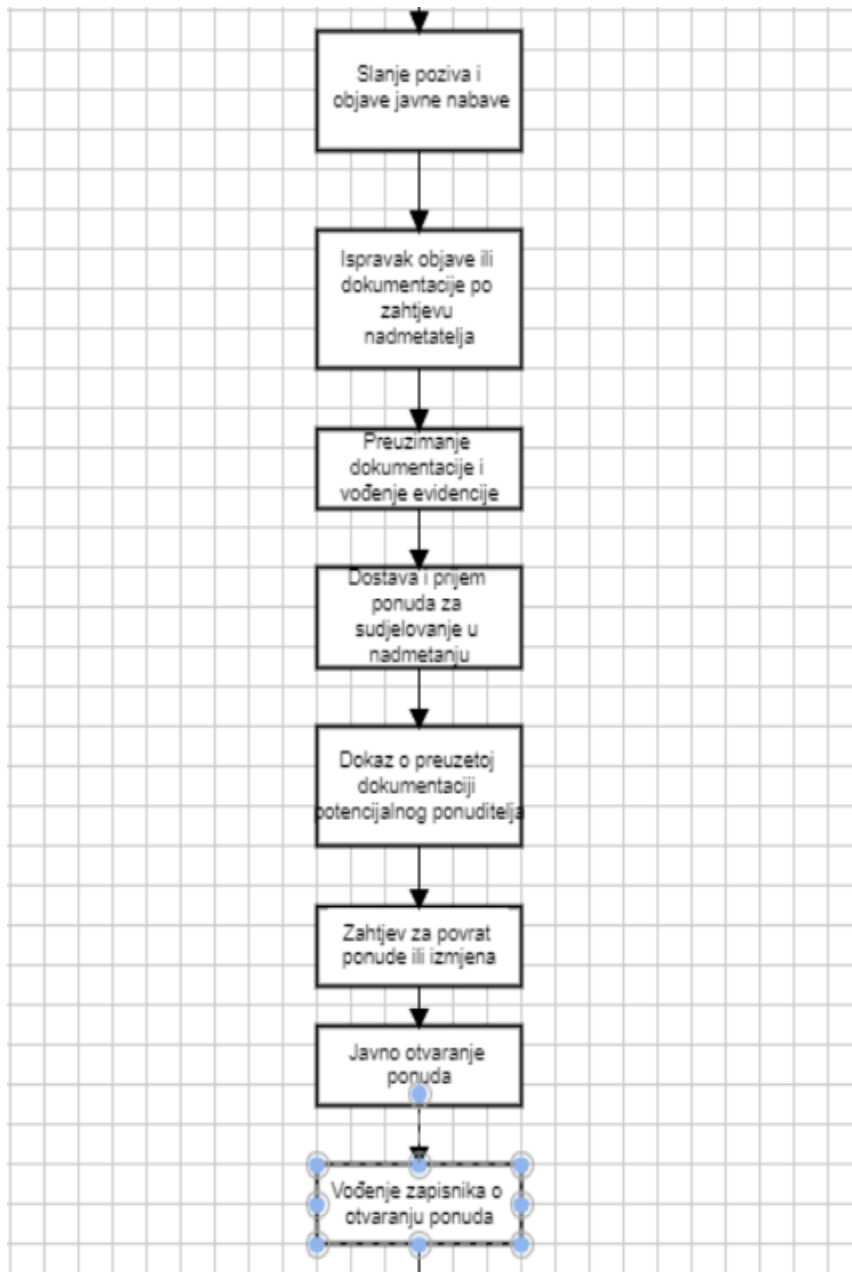 Slanje poziva i
objave javne nabave
Ispravak objave ili
dokumentacije po
zahtjevu
nadmetatelja
Preuzimanje
dokumentacije i
vođenje evidencije
Dostava i prijem
ponuda za
sudjelovanje u
nadmetanju
Dokaz o preuzetoj
dokumentaciji
potencijalnog ponuditelja
Zahtjev za povrat
ponude ili izmjena
Javno otvaranje
ponuda
Vođenje zapisnika o
otvaranju ponuda